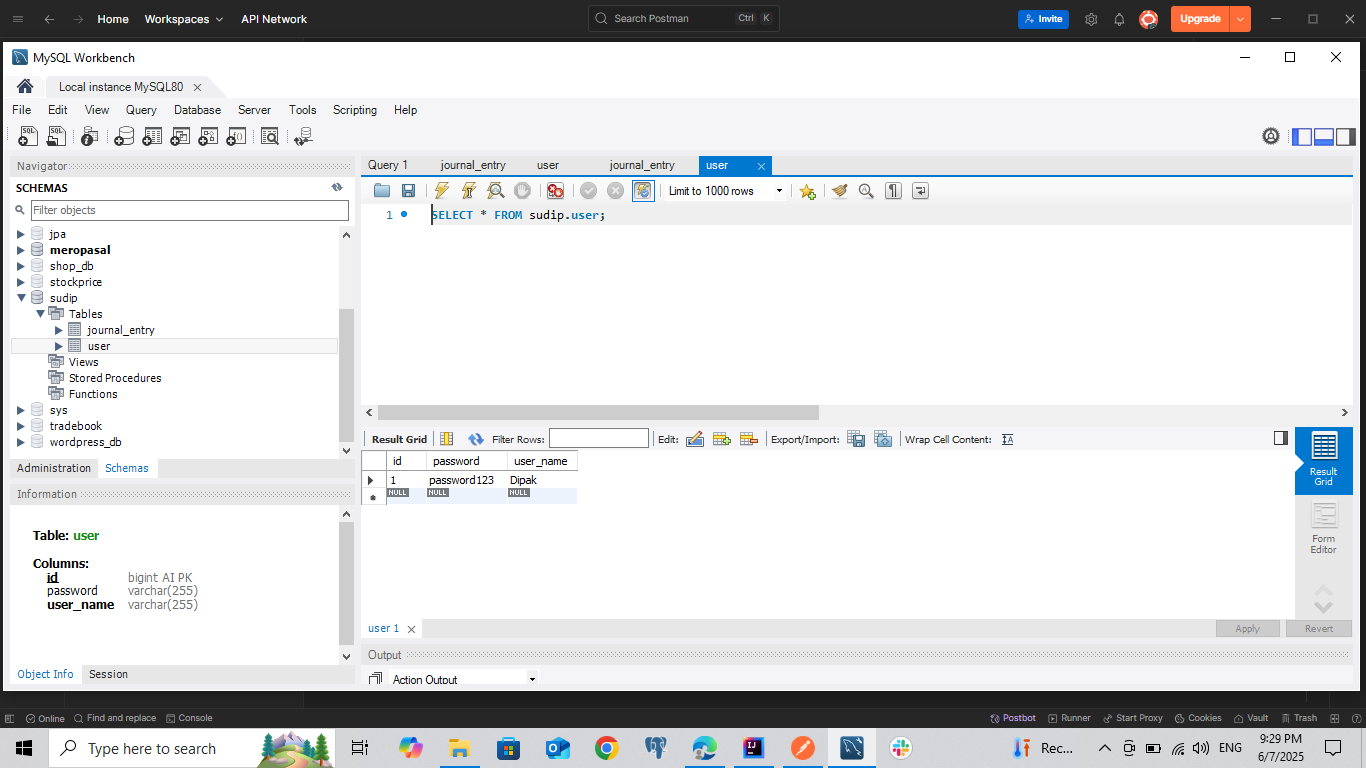 Home Workspaces API Network Search Postman Ctrl K Invite Upgrade
MySQL Workbench
Local instance MySQL80
File Edit View Query Database Server Tools Scripting Help
Navigator
SCHEMAS
Filter objects
jpa
meropasal
shop_db
stockprice
sudip
Tables
journal_entry
user
Views
Stored Procedures
Functions
sys
tradebook
wordpress_db
Administration Schemas
Information
Table: user
Columns:
id bigint AI PK
password varchar(255)
user_name varchar(255)
Object Info Session
Query 1 journal_entry user journal_entry user
Limit to 1000 rows
1 SELECT * FROM sudip.user;
Result Grid Filter Rows: Edit: Export/Import: Wrap Cell Content:
id password user_name
1 password123 Dipak
NULL NULL NULL
Result
Grid
Form
Editor
user 1 Apply Revert
Output
Action Output
Online Find and replace Console Postbot Runner Start Proxy Cookies Vault Trash
Type here to search Rec... ENG 9:29 PM
6/7/2025